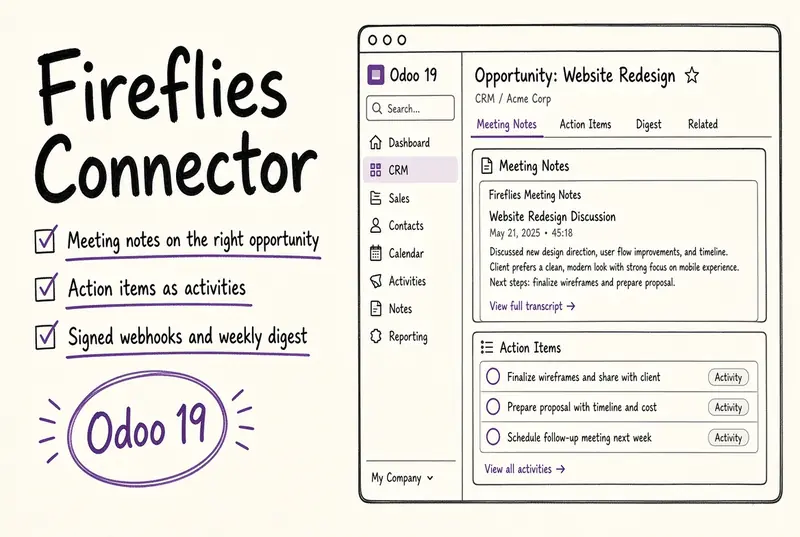 Fireflies
Connector
Meeting notes on the right opportunity
Action items as activities
Signed webhooks and weekly digest
Odoo 19
Odoo 19
Search...
Dashboard
CRM
Sales
Contacts
Calendar
Activities
Notes
Reporting
My Company
Opportunity: Website Redesign
CRM / Acme Corp
Meeting Notes Action Items Digest Related
Meeting Notes
Fireflies Meeting Notes
Website Redesign Discussion
May 21, 2025 • 45:18
Discussed new design direction, user flow improvements, and timeline.
Client prefers a clean, modern look with strong focus on mobile experience.
Next steps: finalize wireframes and prepare proposal.
View full transcript →
Action Items
Finalize wireframes and share with client Activity
Prepare proposal with timeline and cost Activity
Schedule follow-up meeting next week Activity
View all activities →